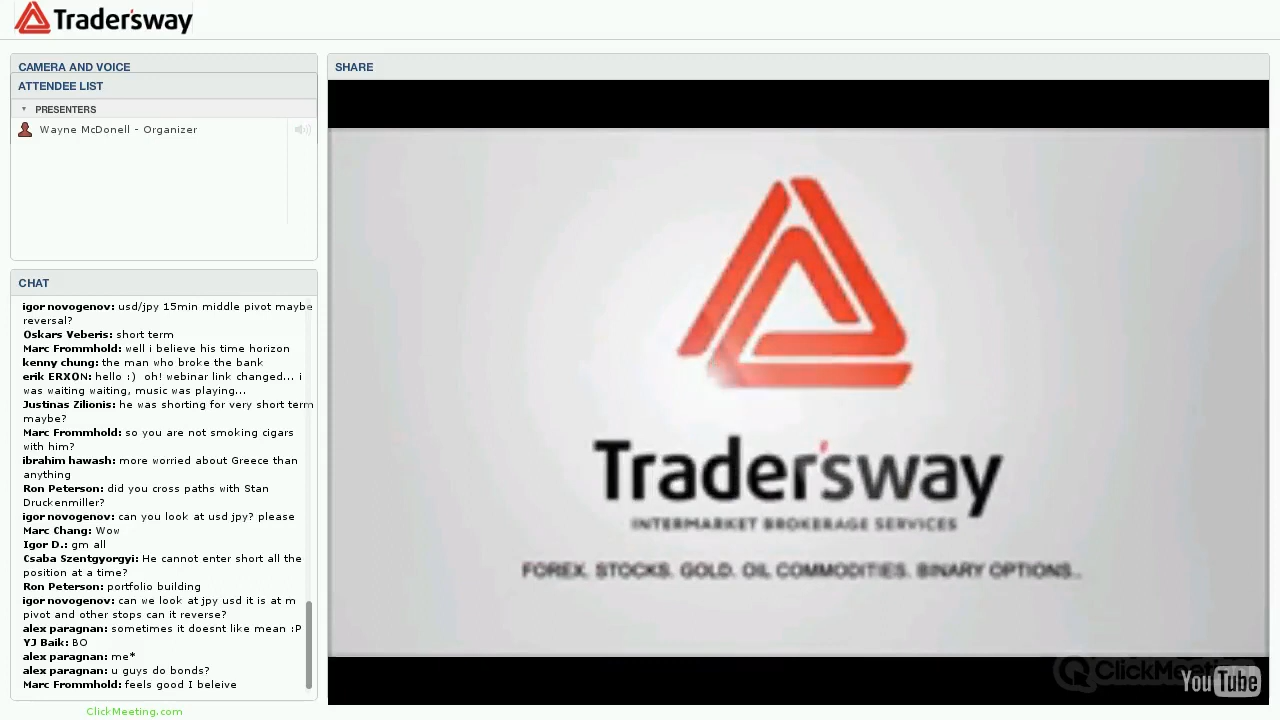 Trader'sway
CAMERA AND VOICE
ATTENDEE LIST
PRESENTERS
Wayne McDonell - Organizer
CHAT
igor novogenov: usd/jpy 15min middle pivot maybe
reversal?
Oskars Veberis: short term
Marc Frommhold: well i believe his time horizon
kenny chung: the man who broke the bank
erik ERXON: hello :) oh! webinar link changed... i
was waiting waiting, music was playing...
Justinas Zilionis: he was shorting for very short term
maybe?
Marc Frommhold: so you are not smoking cigars
with him?
ibrahim hawash: more worried about Greece than
anything
Ron Peterson: did you cross paths with Stan
Druckenmiller?
igor novogenov: can you look at usd jpy? please
Marc Chang: Wow
Igor D.: gm all
Csaba Szentgyorgyi: He cannot enter short all the
position at a time?
Ron Peterson: portfolio building
igor novogenov: can we look at jpy usd it is at m
pivot and other stops can it reverse?
alex paragnan: sometimes it doesnt like mean :P
YJ Baik: BO
alex paragnan: me*
alex paragnan: u guys do bonds?
Marc Frommhold: feels good I beleive
ClickMeeting.com
SHARE
Trader'sway
INTERMARKET BROKERAGE SERVICES
FOREX. STOCKS. GOLD. OIL COMMODITIES. BINARY OPTIONS..
ClickMeeting
YouTube